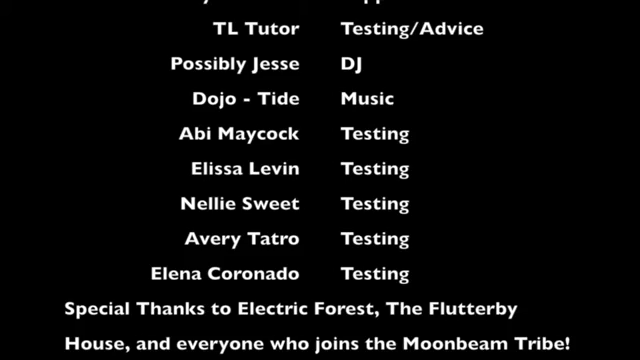 TL Tutor Testing/Advice
Possibly Jesse DJ
Dojo - Tide Music
Abi Maycock Testing
Elissa Levin Testing
Nellie Sweet Testing
Avery Tatro Testing
Elena Coronado Testing
Special Thanks to Electric Forest, The Flutterby
House, and everyone who joins the Moonbeam Tribe!